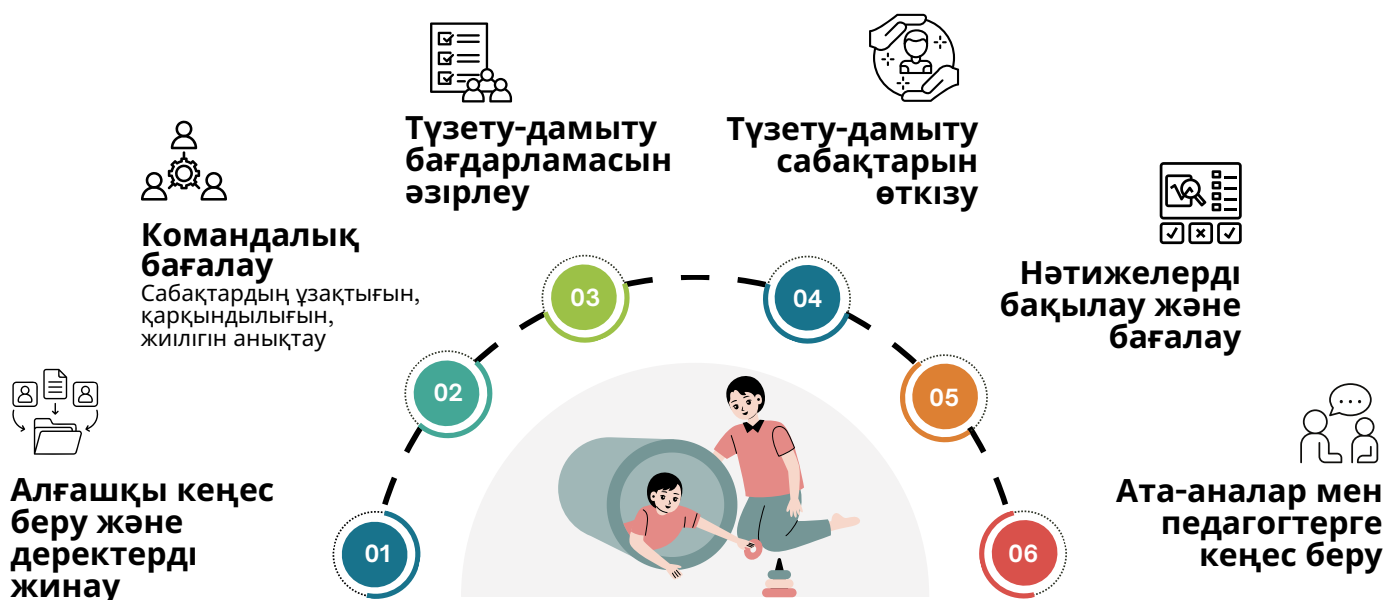 Алғашқы кеңес
беру және
деректерді
жинау
01
Командалық
бағалау
Сабақтардың ұзақтығын,
қарқындылығын,
жиілігін анықтау
02
Түзету-дамыту
бағдарламасын
әзірлеу
03
Түзету-дамыту
сабақтарын
өткізу
04
Нәтижелерді
бақылау және
бағалау
05
Ата-аналар мен
педагогтерге
кеңес беру
06